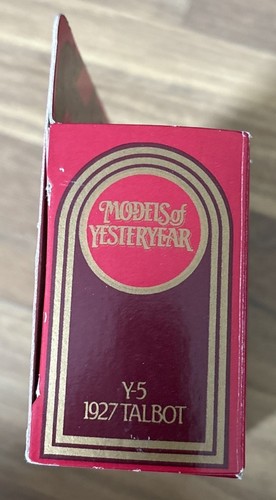 MODELS of
YESTERYEAR
Y-5
1927 TALBOT